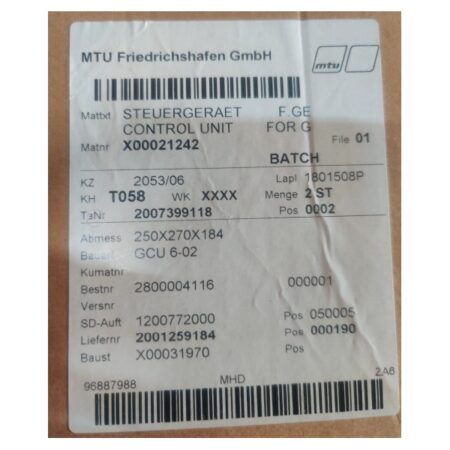 MTU Friedrichshafen GmbH
mtu
Mattxt STEUERGERAET F.GE
CONTROL UNIT FOR G
Matnr X00021242 File 01
BATCH
KZ 2053/06 Lapl 1801508P
KH T058 WK XXXX Menge 2 ST
TaNr 2007399118 Pos 0002
Abmess 250X270X184
Bauart GCU 6-02
Kumatnr
Bestnr 2800004116 000001
Versnr
SD-Auft 1200772000 Pos 050005
Liefernr 2001259184 Pos 000190
Baust X00031970 Pos
96887988 MHD 2.A6